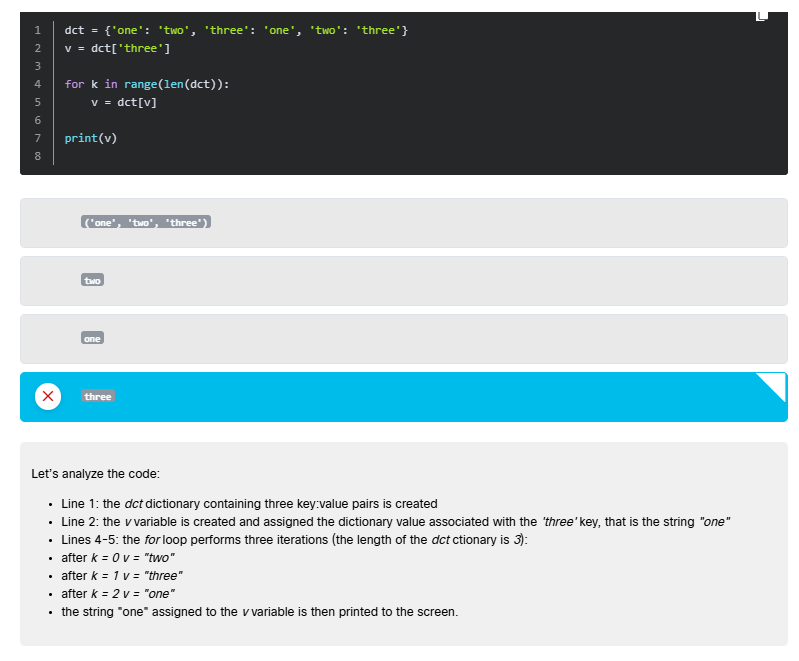 1 dct = {'one': 'two', 'three': 'one', 'two': 'three'}
2 v = dct['three']
3
4 for k in range(len(dct)):
5     v = dct[v]
6
7 print(v)
8
('one', 'two', 'three')
two
one
three
Let's analyze the code:
• Line 1: the dct dictionary containing three key:value pairs is created
• Line 2: the v variable is created and assigned the dictionary value associated with the 'three' key, that is the string "one"
• Lines 4-5: the for loop performs three iterations (the length of the dct ctionary is 3):
• after k = 0 v = "two"
• after k = 1 v = "three"
• after k = 2 v = "one"
• the string "one" assigned to the v variable is then printed to the screen.